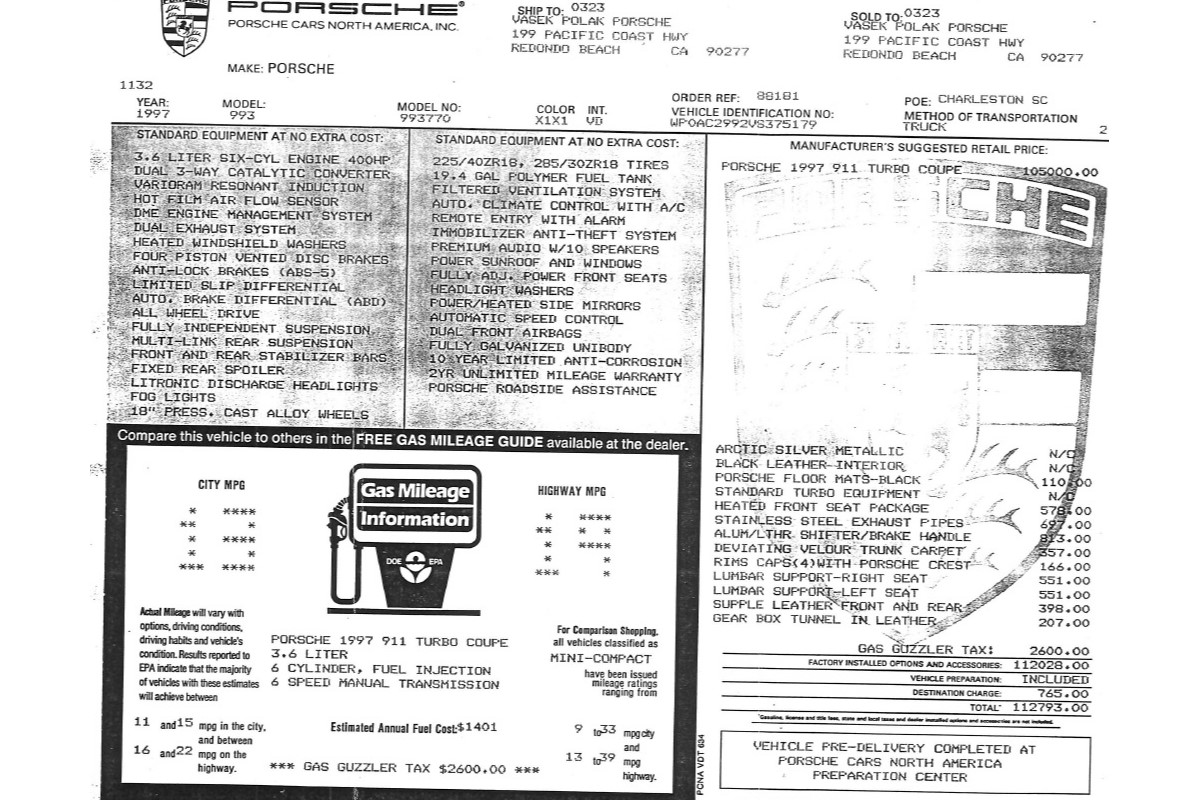 PORSCHE®
PORSCHE CARS NORTH AMERICA, INC.
SHIP TO: 0323
VASEK POLAK PORSCHE
199 PACIFIC COAST HWY
REDONDO BEACH CA 90277
SOLD TO: 0323
VASEK POLAK PORSCHE
199 PACIFIC COAST HWY
REDONDO BEACH CA 90277
MAKE: PORSCHE
1132
YEAR: 1997
MODEL: 993
MODEL NO: 993770
COLOR X1X1
INT. VD
ORDER REF: 88181
VEHICLE IDENTIFICATION NO:
WP0AC2992VS375179
POE: CHARLESTON SC
METHOD OF TRANSPORTATION
TRUCK 2
STANDARD EQUIPMENT AT NO EXTRA COST:
3.6 LITER SIX-CYL ENGINE 400HP
DUAL 3-WAY CATALYTIC CONVERTER
VARIORAM RESONANT INDUCTION
HOT FILM AIR FLOW SENSOR
DME ENGINE MANAGEMENT SYSTEM
DUAL EXHAUST SYSTEM
HEATED WINDSHIELD WASHERS
FOUR PISTON VENTED DISC BRAKES
ANTI-LOCK BRAKES (ABS-5)
LIMITED SLIP DIFFERENTIAL
AUTO. BRAKE DIFFERENTIAL (ABD)
ALL WHEEL DRIVE
FULLY INDEPENDENT SUSPENSION
MULTI-LINK REAR SUSPENSION
FRONT AND REAR STABILIZER BARS
FIXED REAR SPOILER
LITRONIC DISCHARGE HEADLIGHTS
FOG LIGHTS
18" PRESS. CAST ALLOY WHEELS
STANDARD EQUIPMENT AT NO EXTRA COST:
225/40ZR18, 285/30ZR18 TIRES
19.4 GAL POLYMER FUEL TANK
FILTERED VENTILATION SYSTEM
AUTO. CLIMATE CONTROL WITH A/C
REMOTE ENTRY WITH ALARM
IMMOBILIZER ANTI-THEFT SYSTEM
PREMIUM AUDIO W/10 SPEAKERS
POWER SUNROOF AND WINDOWS
FULLY ADJ. POWER FRONT SEATS
HEADLIGHT WASHERS
POWER/HEATED SIDE MIRRORS
AUTOMATIC SPEED CONTROL
DUAL FRONT AIRBAGS
FULLY GALVANIZED UNIBODY
10 YEAR LIMITED ANTI-CORROSION
2YR UNLIMITED MILEAGE WARRANTY
PORSCHE ROADSIDE ASSISTANCE
MANUFACTURER'S SUGGESTED RETAIL PRICE:
PORSCHE 1997 911 TURBO COUPE 105000.00
ARCTIC SILVER METALLIC N/C
BLACK LEATHER INTERIOR N/C
PORSCHE FLOOR MATS-BLACK 110.00
STANDARD TURBO EQUIPMENT N/C
HEATED FRONT SEAT PACKAGE 578.00
STAINLESS STEEL EXHAUST PIPES 697.00
ALUM/LTHR SHIFTER/BRAKE HANDLE 813.00
DEVIATING VELOUR TRUNK CARPET 357.00
RIMS CAPS(4)WITH PORSCHE CREST 166.00
LUMBAR SUPPORT-RIGHT SEAT 551.00
LUMBAR SUPPORT-LEFT SEAT 551.00
SUPPLE LEATHER FRONT AND REAR 398.00
GEAR BOX TUNNEL IN LEATHER 207.00
GAS GUZZLER TAX: 2600.00
FACTORY INSTALLED OPTIONS AND ACCESSORIES: 112028.00
VEHICLE PREPARATION: INCLUDED
DESTINATION CHARGE: 765.00
TOTAL* 112793.00
*Gasoline, license and title fees, state and local taxes and dealer installed options and accessories are not included.
VEHICLE PRE-DELIVERY COMPLETED AT
PORSCHE CARS NORTH AMERICA
PREPARATION CENTER
PCNA VDT 634
Compare this vehicle to others in the FREE GAS MILEAGE GUIDE available at the dealer.
CITY MPG
13
Gas Mileage
Information
DOE EPA
HIGHWAY MPG
19
Actual Mileage will vary with
options, driving conditions,
driving habits and vehicle's
condition. Results reported to
EPA indicate that the majority
of vehicles with these estimates
will achieve between
11 and 15 mpg in the city,
and between
16 and 22 mpg on the
highway.
PORSCHE 1997 911 TURBO COUPE
3.6 LITER
6 CYLINDER, FUEL INJECTION
6 SPEED MANUAL TRANSMISSION
Estimated Annual Fuel Cost: $1401
*** GAS GUZZLER TAX $2600.00 ***
For Comparison Shopping,
all vehicles classified as
MINI-COMPACT
have been issued
mileage ratings
ranging from
9 to 33 mpg city
and
13 to 39 mpg
highway.